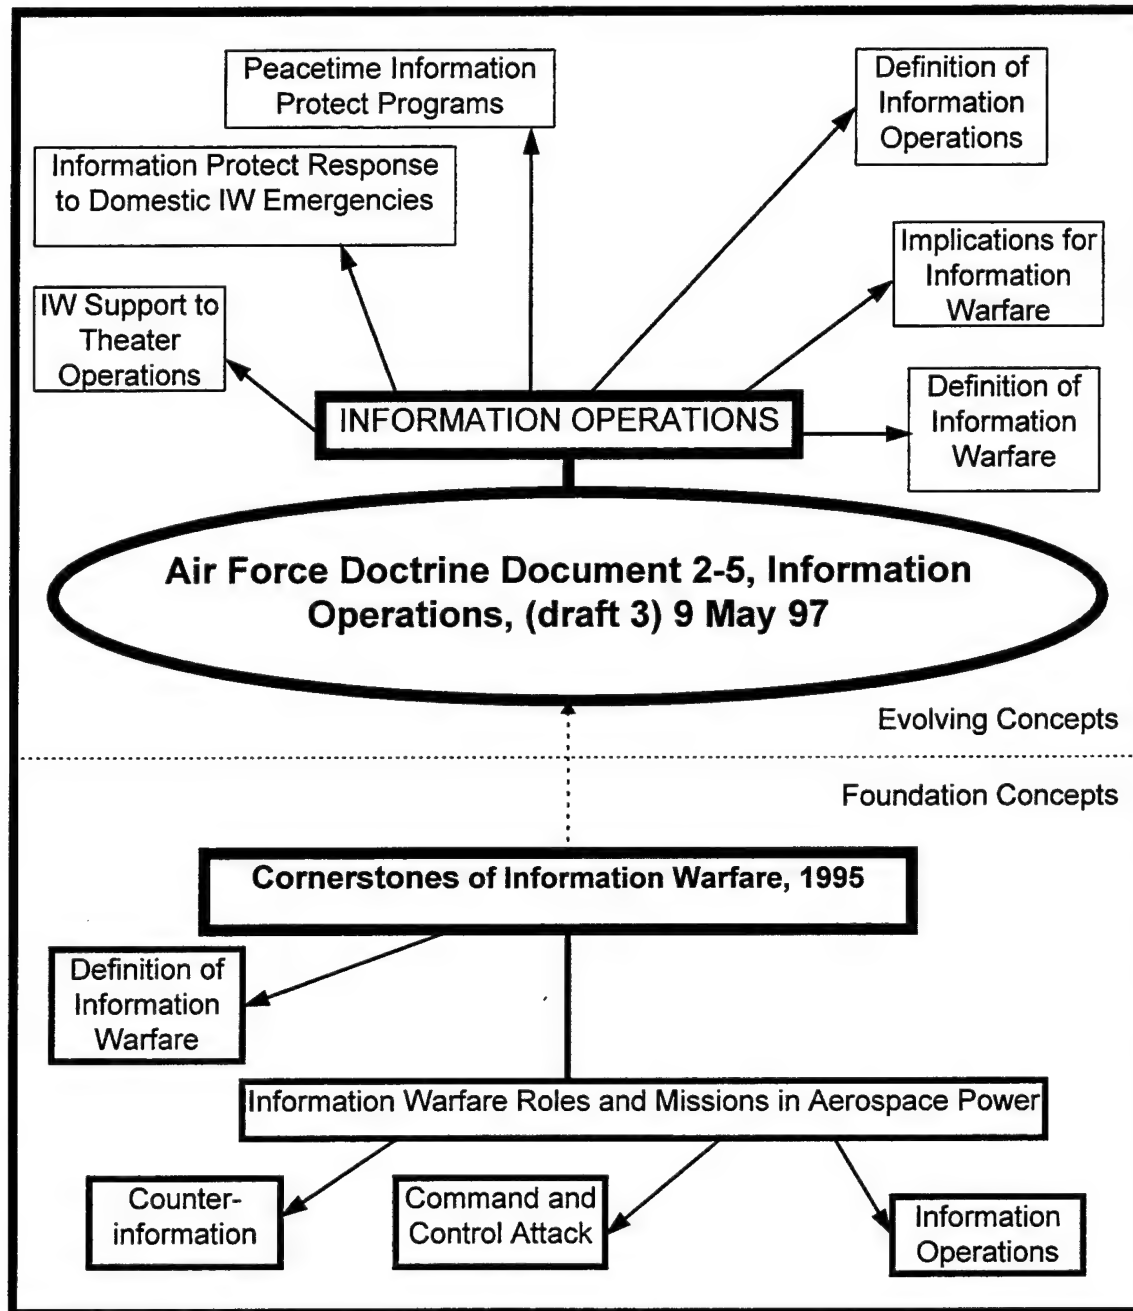 Peacetime Information
Protect Programs
Definition of
Information
Operations
Information Protect Response
to Domestic IW Emergencies
Implications for
Information
Warfare
IW Support to
Theater
Operations
Definition of
Information
Warfare
INFORMATION OPERATIONS
Air Force Doctrine Document 2-5, Information
Operations, (draft 3) 9 May 97
Evolving Concepts
Foundation Concepts
Cornerstones of Information Warfare, 1995
Definition of
Information
Warfare
Information Warfare Roles and Missions in Aerospace Power
Counter-
information
Command and
Control Attack
Information
Operations